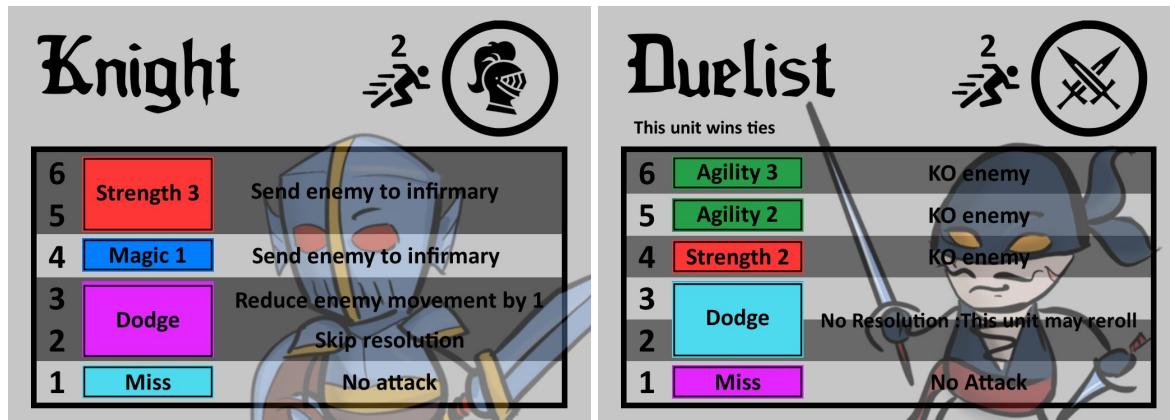 Knight
2
6
5
Strength 3
Send enemy to infirmary
4
Magic 1
Send enemy to infirmary
3
2
Dodge
Reduce enemy movement by 1
Skip resolution
1
Miss
No attack
Duelist
2
This unit wins ties
6
Agility 3
KO enemy
5
Agility 2
KO enemy
4
Strength 2
KO enemy
3
2
Dodge
No Resolution :This unit may reroll
1
Miss
No Attack